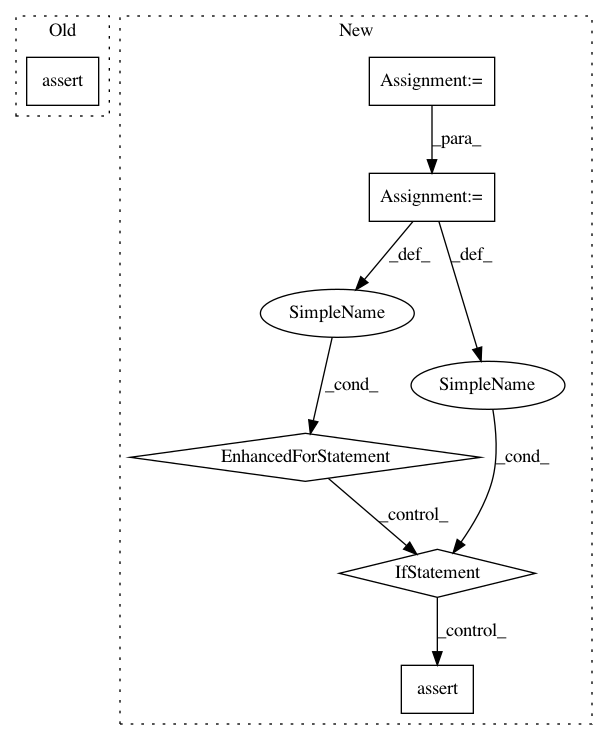 Old
New
assert
Assignment:=
_para_
Assignment:=
_def_
_def_
SimpleName
SimpleName
_cond_
_cond_
EnhancedForStatement
_control_
IfStatement
_control_
assert